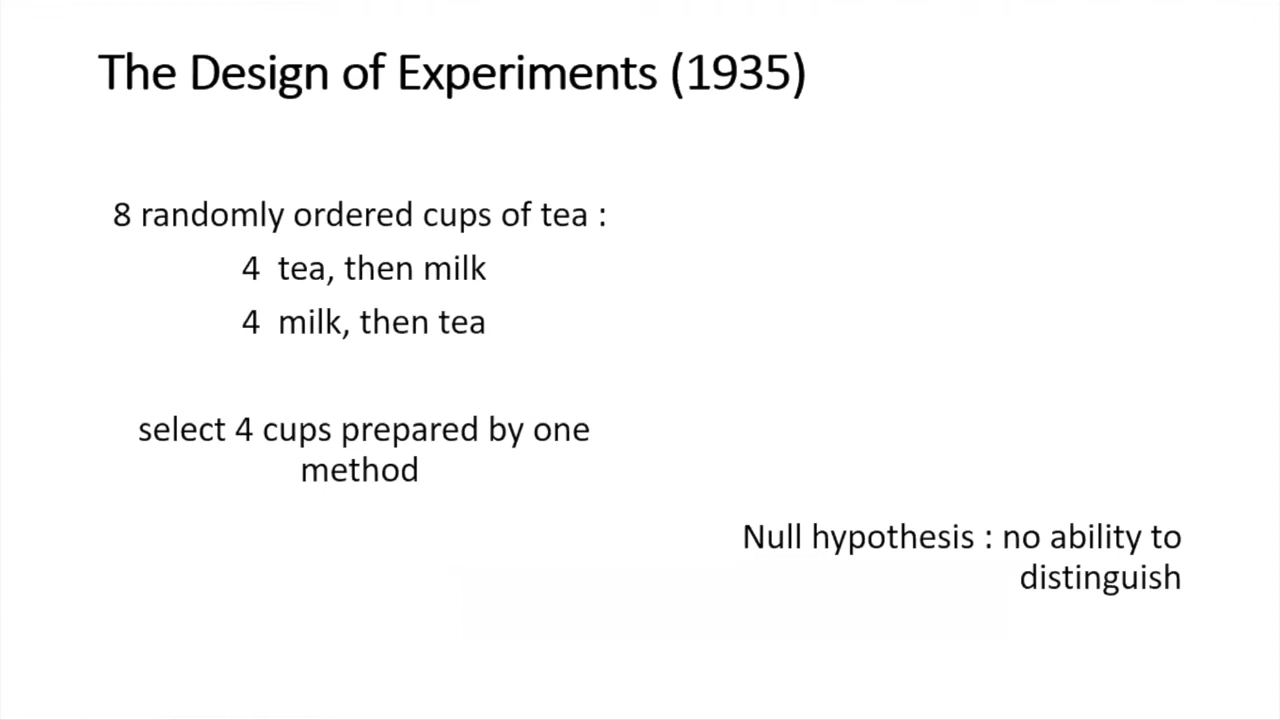 The Design of Experiments (1935)
8 randomly ordered cups of tea :
4 tea, then milk
4 milk, then tea
select 4 cups prepared by one
method
Null hypothesis : no ability to
distinguish